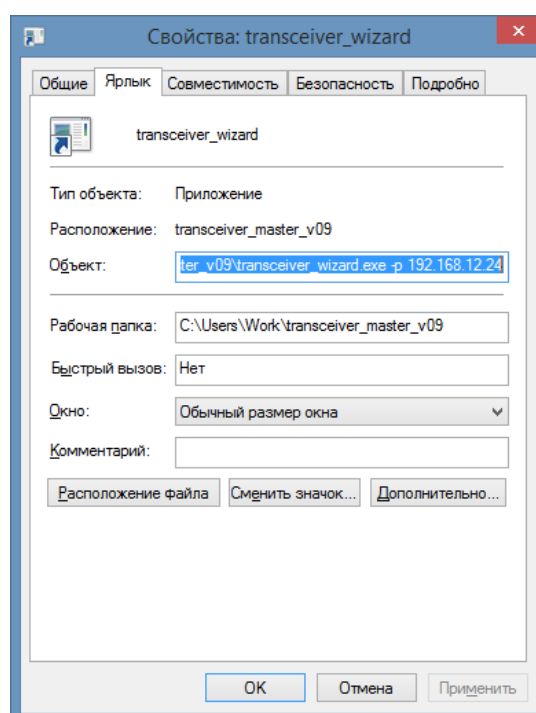 Свойства: transceiver_wizard
Общие Ярлык Совместимость Безопасность Подробно
transceiver_wizard
Тип объекта: Приложение
Расположение: transceiver_master_v09
Объект: ter_v09\transceiver_wizard.exe -p 192.168.12.24
Рабочая папка: C:\Users\Work\transceiver_master_v09
Быстрый вызов: Нет
Окно: Обычный размер окна
Комментарий:
Расположение файла Сменить значок... Дополнительно...
OK Отмена Применить